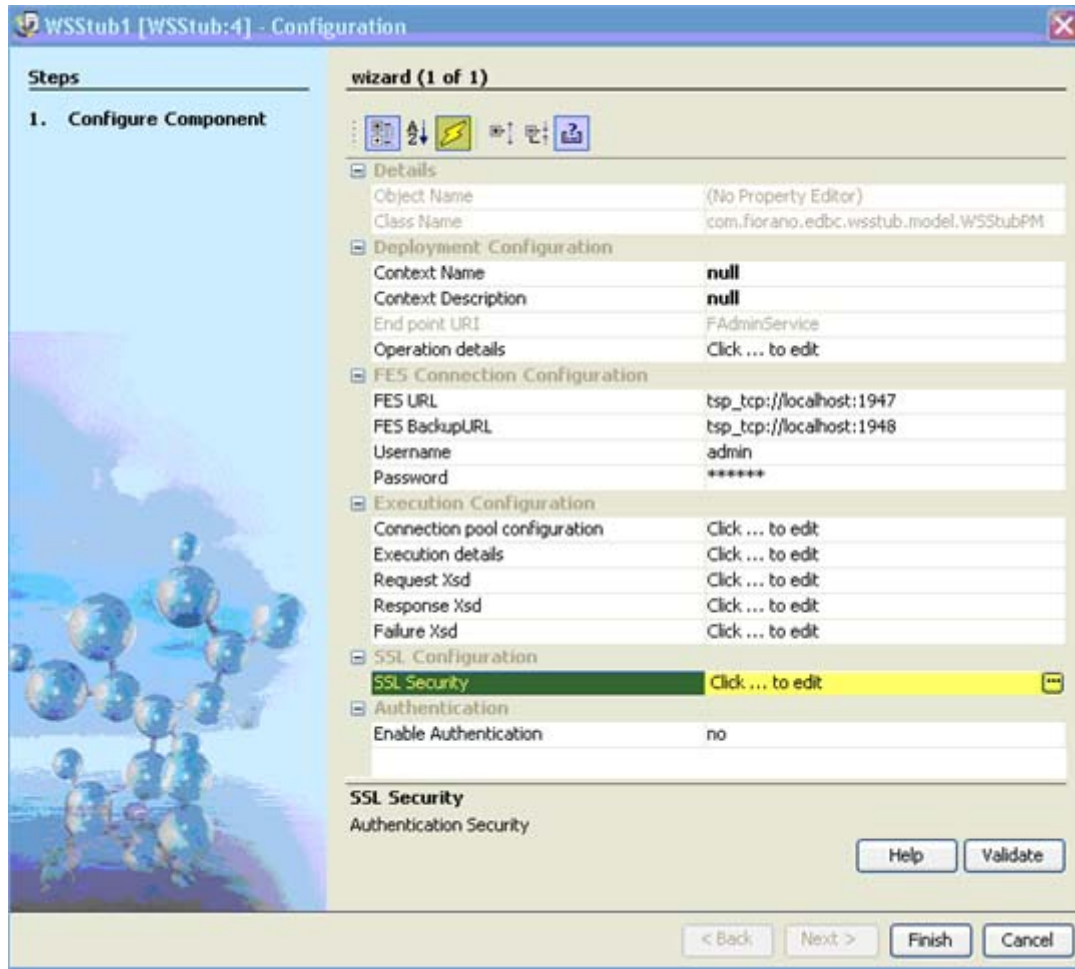 WSStub1 [WSStub:4] - Configuration
Steps
1. Configure Component
wizard (1 of 1)
Details
Object Name (No Property Editor)
Class Name com.fiorano.edbc.wsstub.model.WSStubPM
Deployment Configuration
Context Name null
Context Description null
End point URI FAdminService
Operation details Click ... to edit
FES Connection Configuration
FES URL tsp_tcp://localhost:1947
FES BackupURL tsp_tcp://localhost:1948
Username admin
Password ******
Execution Configuration
Connection pool configuration Click ... to edit
Execution details Click ... to edit
Request Xsd Click ... to edit
Response Xsd Click ... to edit
Failure Xsd Click ... to edit
SSL Configuration
SSL Security Click ... to edit ...
Authentication
Enable Authentication no
SSL Security
Authentication Security
Help Validate
< Back Next > Finish Cancel